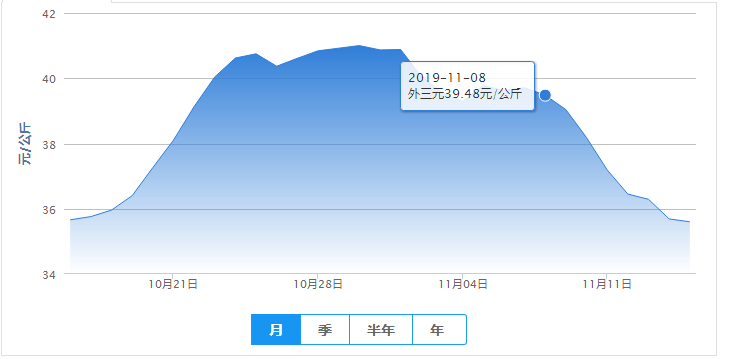 42
40
38
36
34
元/公斤
2019-11-08
外三元39.48元/公斤
10月21日
10月28日
11月04日
11月11日
月
季
半年
年